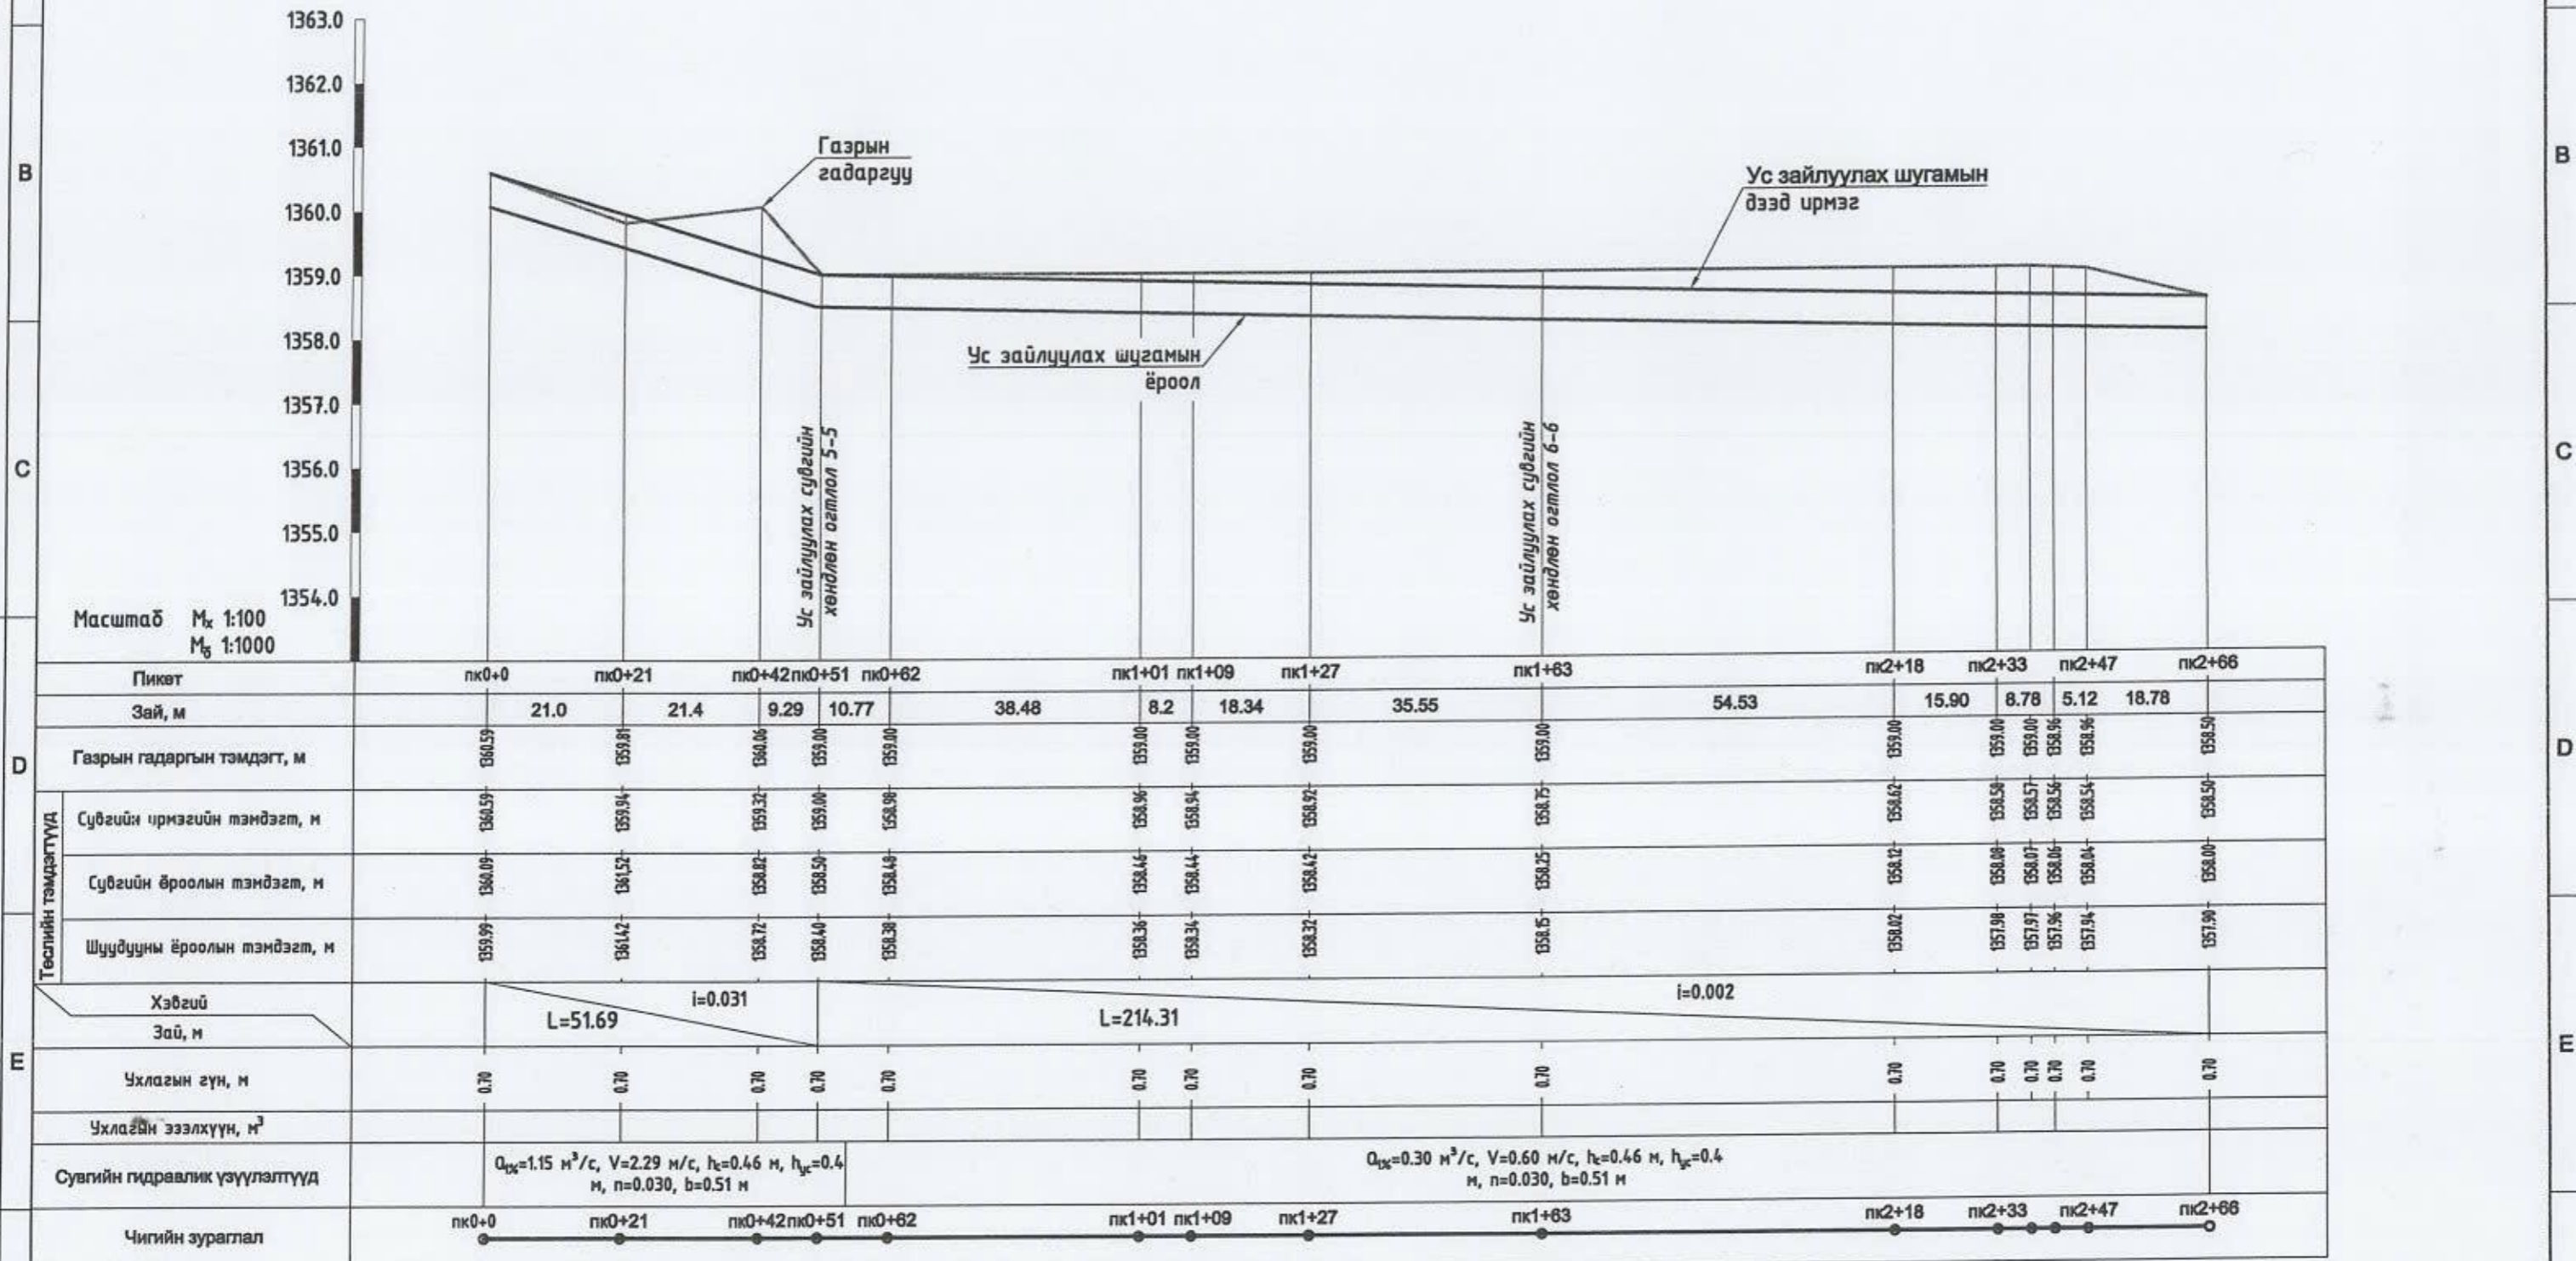 1363.0
1362.0
1361.0
1360.0
1359.0
1358.0
1357.0
1356.0
1355.0
1354.0
B
C
D
E
B
C
D
E
Газрын
гадаргуу
Ус зайлуулах шугамын
дээд ирмэг
Ус зайлуулах шугамын
ёроол
Ус зайлуулах сувгийн
хөндлөн огтлол 5-5
Ус зайлуулах сувгийн
хөндлөн огтлол 6-6
Масштаб Мх 1:100
Мб 1:1000
Пикет пк0+0 пк0+21 пк0+42 пк0+51 пк0+62 пк1+01 пк1+09 пк1+27 пк1+63 пк2+18 пк2+33 пк2+47 пк2+66
Зай, м 21.0 21.4 9.29 10.77 38.48 8.2 18.34 35.55 54.53 15.90 8.78 5.12 18.78
Газрын гадаргын тэмдэгт, м 1360.59 1359.81 1360.06 1359.00 1359.00 1359.00 1359.00 1359.00 1359.00 1359.00 1359.00 1359.00 1358.96 1358.96 1358.50
Төслийн тэмдэгтүүд
Сувгийн ирмэгийн тэмдэгт, м 1360.59 1359.94 1359.32 1359.00 1358.98 1358.96 1358.94 1358.92 1358.75 1358.62 1358.58 1358.57 1358.56 1358.54 1358.50
Сувгийн ёроолын тэмдэгт, м 1360.09 1361,52 1358.82 1358.50 1358.48 1358.46 1358.44 1358.42 1358.25 1358.12 1358.08 1358.07 1358.06 1358.04 1358.00
Шуудууны ёроолын тэмдэгт, м 1359.99 1361.42 1358.72 1358.40 1358.38 1358.36 1358.34 1358.32 1358.15 1358.02 1357.98 1357.97 1357.96 1357.94 1357.90
Хэвгий i=0.031 i=0.002
Зай, м L=51.69 L=214.31
Ухлагын гүн, м 0.70 0.70 0.70 0.70 0.70 0.70 0.70 0.70 0.70 0.70 0.70 0.70 0.70 0.70 0.70
Ухлагын эзэлхүүн, м³
Сувгийн гидравлик үзүүлэлтүүд
Q1%=1.15 м³/с, V=2.29 м/с, hс=0.46 м, hус=0.4
м, n=0.030, b=0.51 м
Q1%=0.30 м³/с, V=0.60 м/с, hс=0.46 м, hус=0.4
м, n=0.030, b=0.51 м
Чигийн зураглал пк0+0 пк0+21 пк0+42 пк0+51 пк0+62 пк1+01 пк1+09 пк1+27 пк1+63 пк2+18 пк2+33 пк2+47 пк2+66